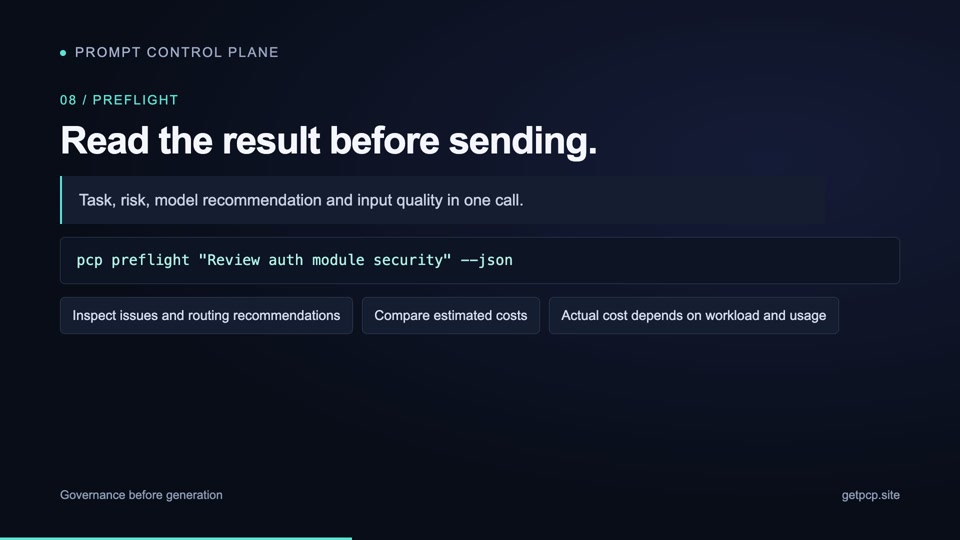 PROMPT CONTROL PLANE
08 / PREFLIGHT
Read the result before sending.
Task, risk, model recommendation and input quality in one call.
pcp preflight "Review auth module security" --json
Inspect issues and routing recommendations
Compare estimated costs
Actual cost depends on workload and usage
Governance before generation
getpcp.site